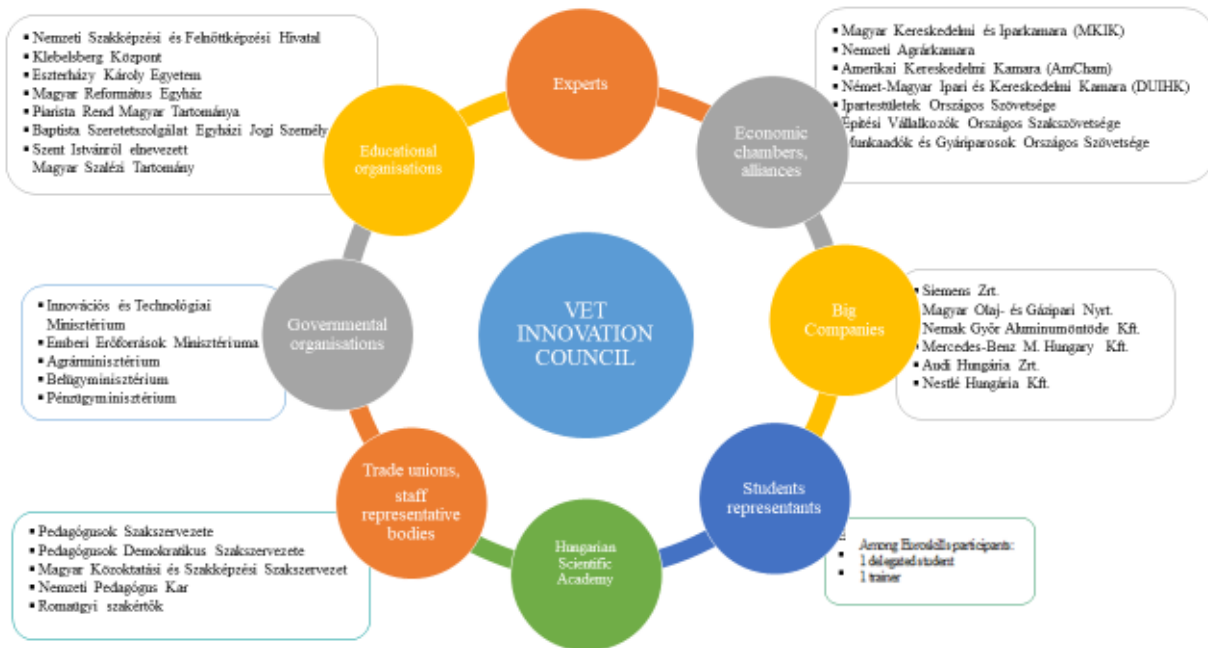 Nemzeti Szakképzési és Felnőttképzési Hivatal
Klebelsberg Központ
Eszterházy Károly Egyetem
Magyar Református Egyház
Piarista Rend Magyar Tartománya
Baptista Szeretetszolgálat Egyházi Jogi Személy
Szent Istvánról elnevezett
Magyar Szalézi Tartomány
Educational
organisations
Experts
Economic
chambers,
alliances
Magyar Kereskedelmi és Iparkamara (MKIK)
Nemzeti Agrárkamara
Amerikai Kereskedelmi Kamara (AmCham)
Német-Magyar Ipari és Kereskedelmi Kamara (DUIHK)
Ipartestületek Országos Szövetsége
Építési Vállalkozók Országos Szakszövetsége
Munkaadók és Gyáriparosok Országos Szövetsége
Innovációs és Technológiai
Minisztérium
Emberi Erőforrások Minisztériuma
Agrárminisztérium
Belügyminisztérium
Pénzügyminisztérium
Governmental
organisations
VET
INNOVATION
COUNCIL
Big
Companies
Siemens Zrt.
Magyar Olaj- és Gázipari Nyrt.
Nemak Győr Alumínumöntöde Kft.
Mercedes-Benz M. Hungary Kft.
Audi Hungária Zrt.
Nestlé Hungária Kft.
Pedagógusok Szakszervezete
Pedagógusok Demokratikus Szakszervezete
Magyar Közoktatási és Szakképzési Szakszervezet
Nemzeti Pedagógus Kar
Romaügyi szakértők
Trade unions,
staff
representative
bodies
Hungarian
Scientific
Academy
Students
representants
Among Euroskills participants:
1 delegated student
1 trainer